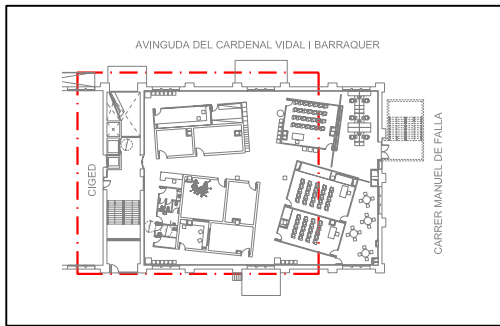 AVINGUDA DEL CARDENAL VIDAL I BARRAQUER
CIGED
CARRER MANUEL DE FALLA